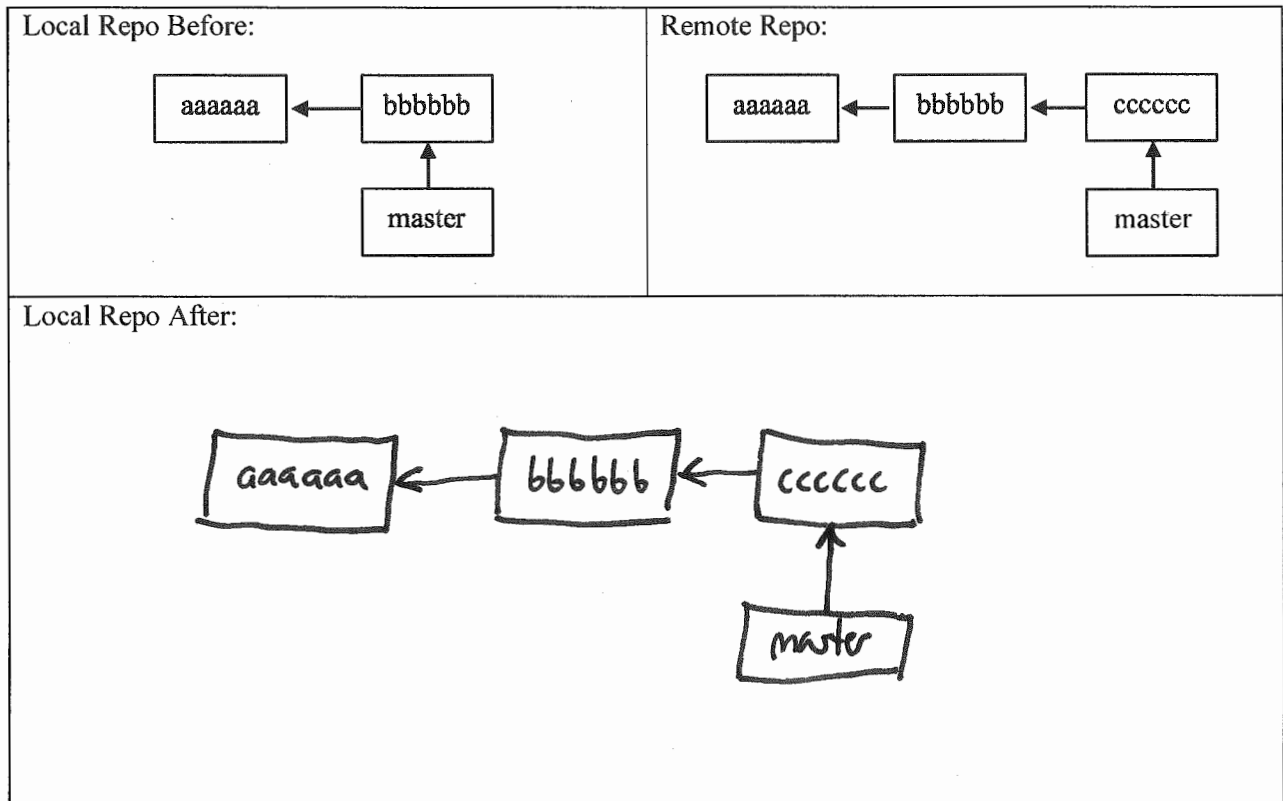 Local Repo Before:
aaaaaa
bbbbbb
master
Remote Repo:
aaaaaa
bbbbbb
cccccc
master
Local Repo After:
aaaaaa
bbbbbb
cccccc
master